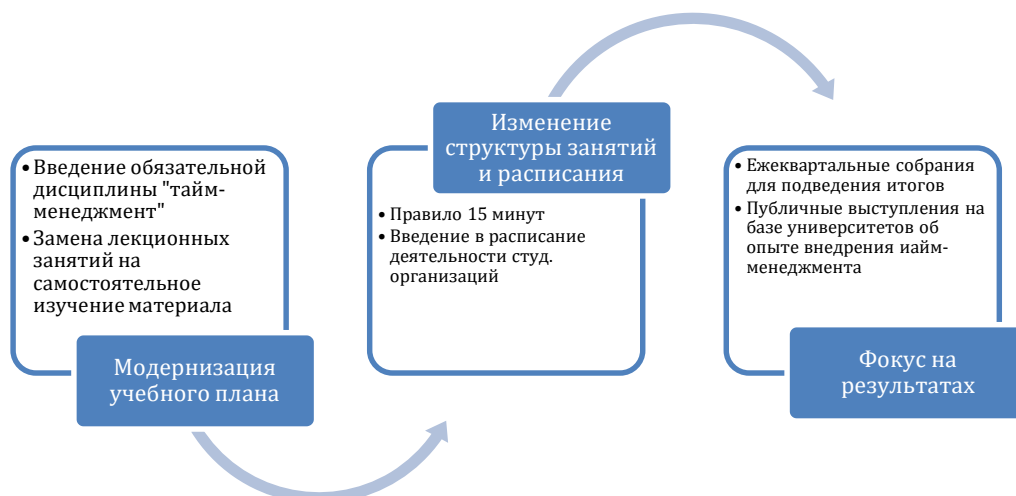 •Введение обязательной
дисциплины "тайм-
менеджмент"
•Замена лекционных
занятий на
самостоятельное
изучение материала
Модернизация
учебного плана
Изменение
структуры занятий
и расписания
•Правило 15 минут
•Введение в расписание
деятельности студ.
организаций
•Ежеквартальные собрания
для подведения итогов
•Публичные выступления на
базе университетов об
опыте внедрения иайм-
менеджмента
Фокус на
результатах